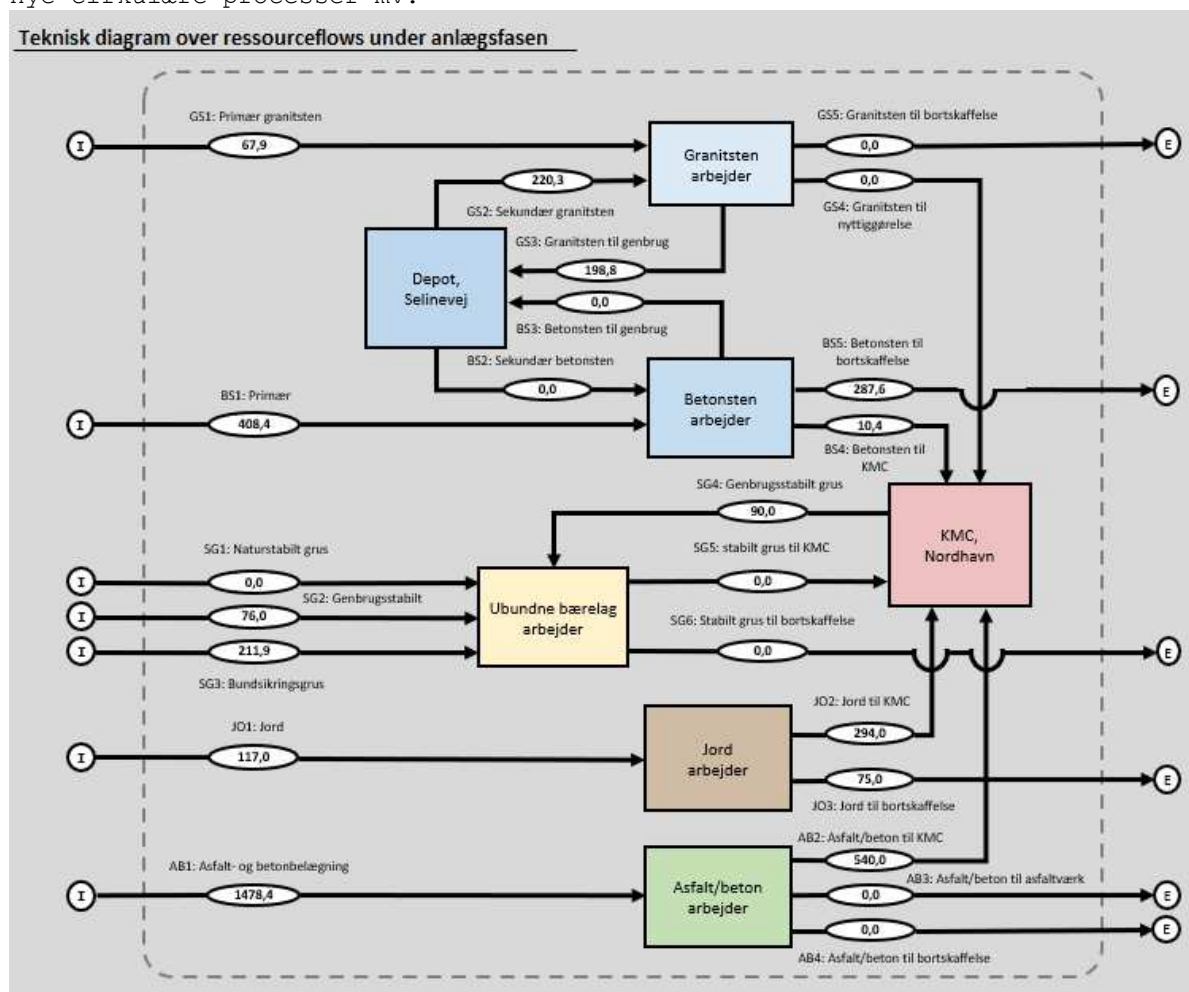 nye cirkulære processer mv.
Teknisk diagram over ressourceflows under anlægsfasen
GS1: Primær granitsten
I
67,9
Granitsten
arbejder
GS5: Granitsten til bortskaffelse
0,0
E
220,3
GS2: Sekundær granitsten
0,0
GS4: Granitsten til
nyttiggørelse
GS3: Granitsten til genbrug
198,8
Depot,
Selinevej
0,0
BS3: Betonsten til genbrug
BS2: Sekundær betonsten
0,0
BS5: Betonsten til
bortskaffelse
287,6
E
BS1: Primær
I
408,4
Betonsten
arbejder
10,4
BS4: Betonsten til
KMC
SG4: Genbrugsstabilt grus
90,0
KMC,
Nordhavn
SG1: Naturstabilt grus
I
0,0
SG2: Genbrugsstabilt
I
76,0
I
211,9
SG3: Bundsikringsgrus
Ubundne bærelag
arbejder
SG5: stabilt grus til KMC
0,0
SG6: Stabilt grus til bortskaffelse
0,0
E
JO1: Jord
I
117,0
Jord
arbejder
JO2: Jord til KMC
294,0
75,0
E
JO3: Jord til bortskaffelse
AB1: Asfalt- og betonbelægning
I
1478,4
Asfalt/beton
arbejder
AB2: Asfalt/beton til KMC
540,0
AB3: Asfalt/beton til asfaltværk
0,0
E
0,0
E
AB4: Asfalt/beton til bortskaffelse